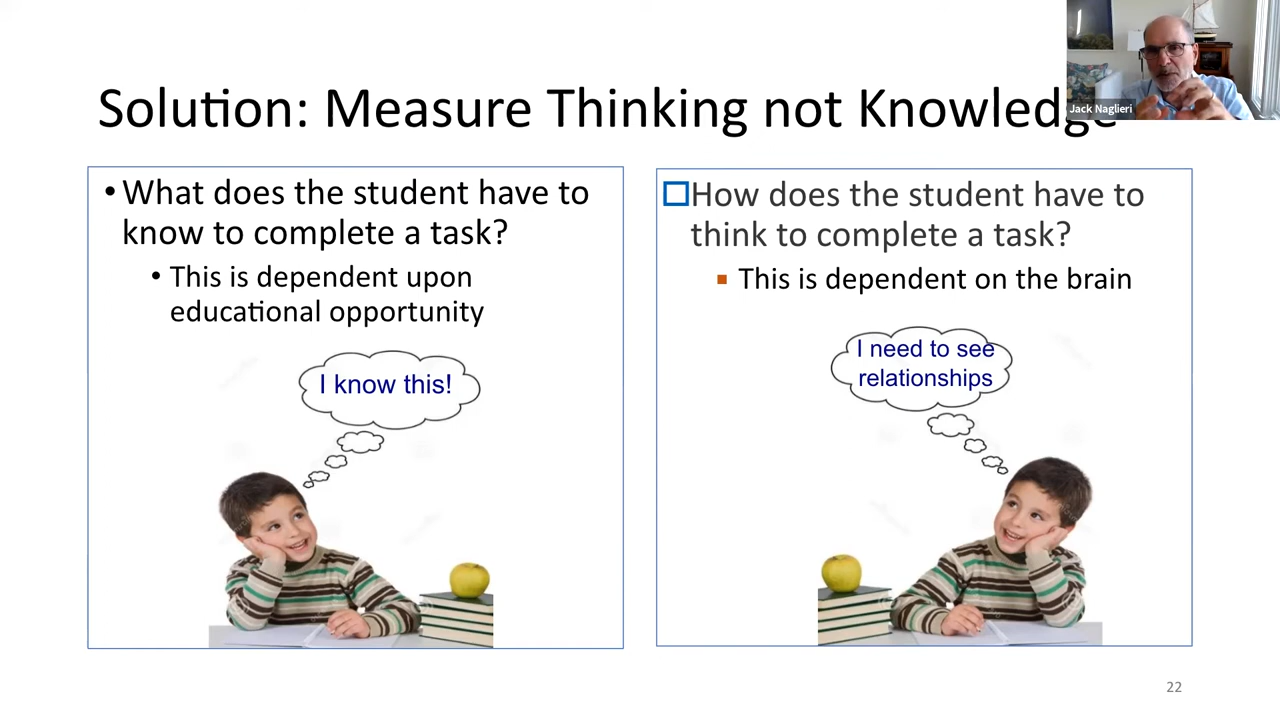 Solution: Measure Thinking not Knowledge
Jack Naglieri
• What does the student have to
know to complete a task?
• This is dependent upon
educational opportunity
I know this!
How does the student have to
think to complete a task?
▪ This is dependent on the brain
I need to see
relationships
22